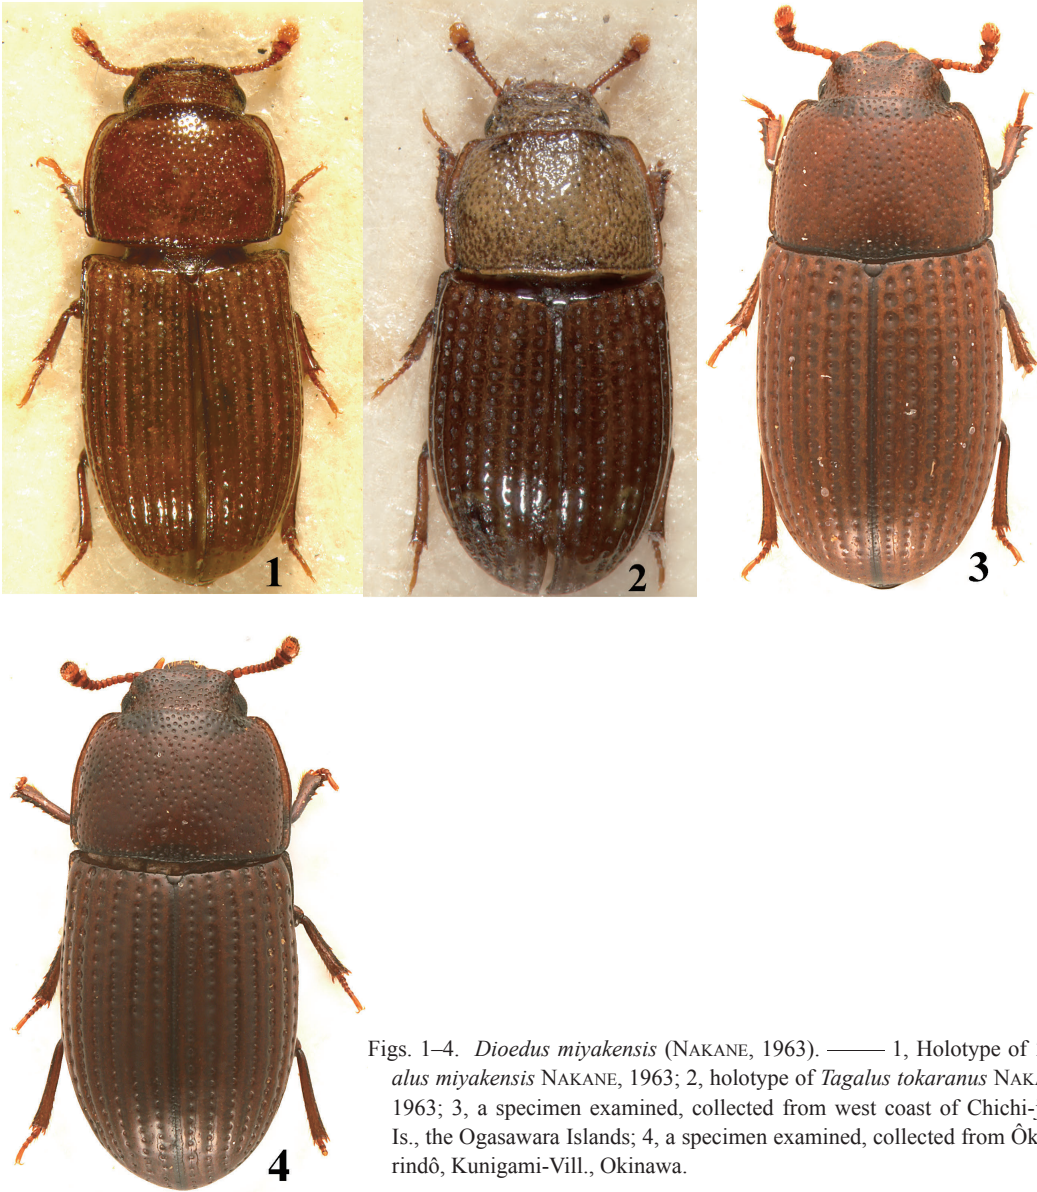 1
2
3
4
Figs. 1–4. Dioedus miyakensis (NAKANE, 1963). —— 1, Holotype of
alus miyakensis NAKANE, 1963; 2, holotype of Tagalus tokaranus
1963; 3, a specimen examined, collected from west coast of
Is., the Ogasawara Islands; 4, a specimen examined, collected from
rindô, Kunigami-Vill., Okinawa.